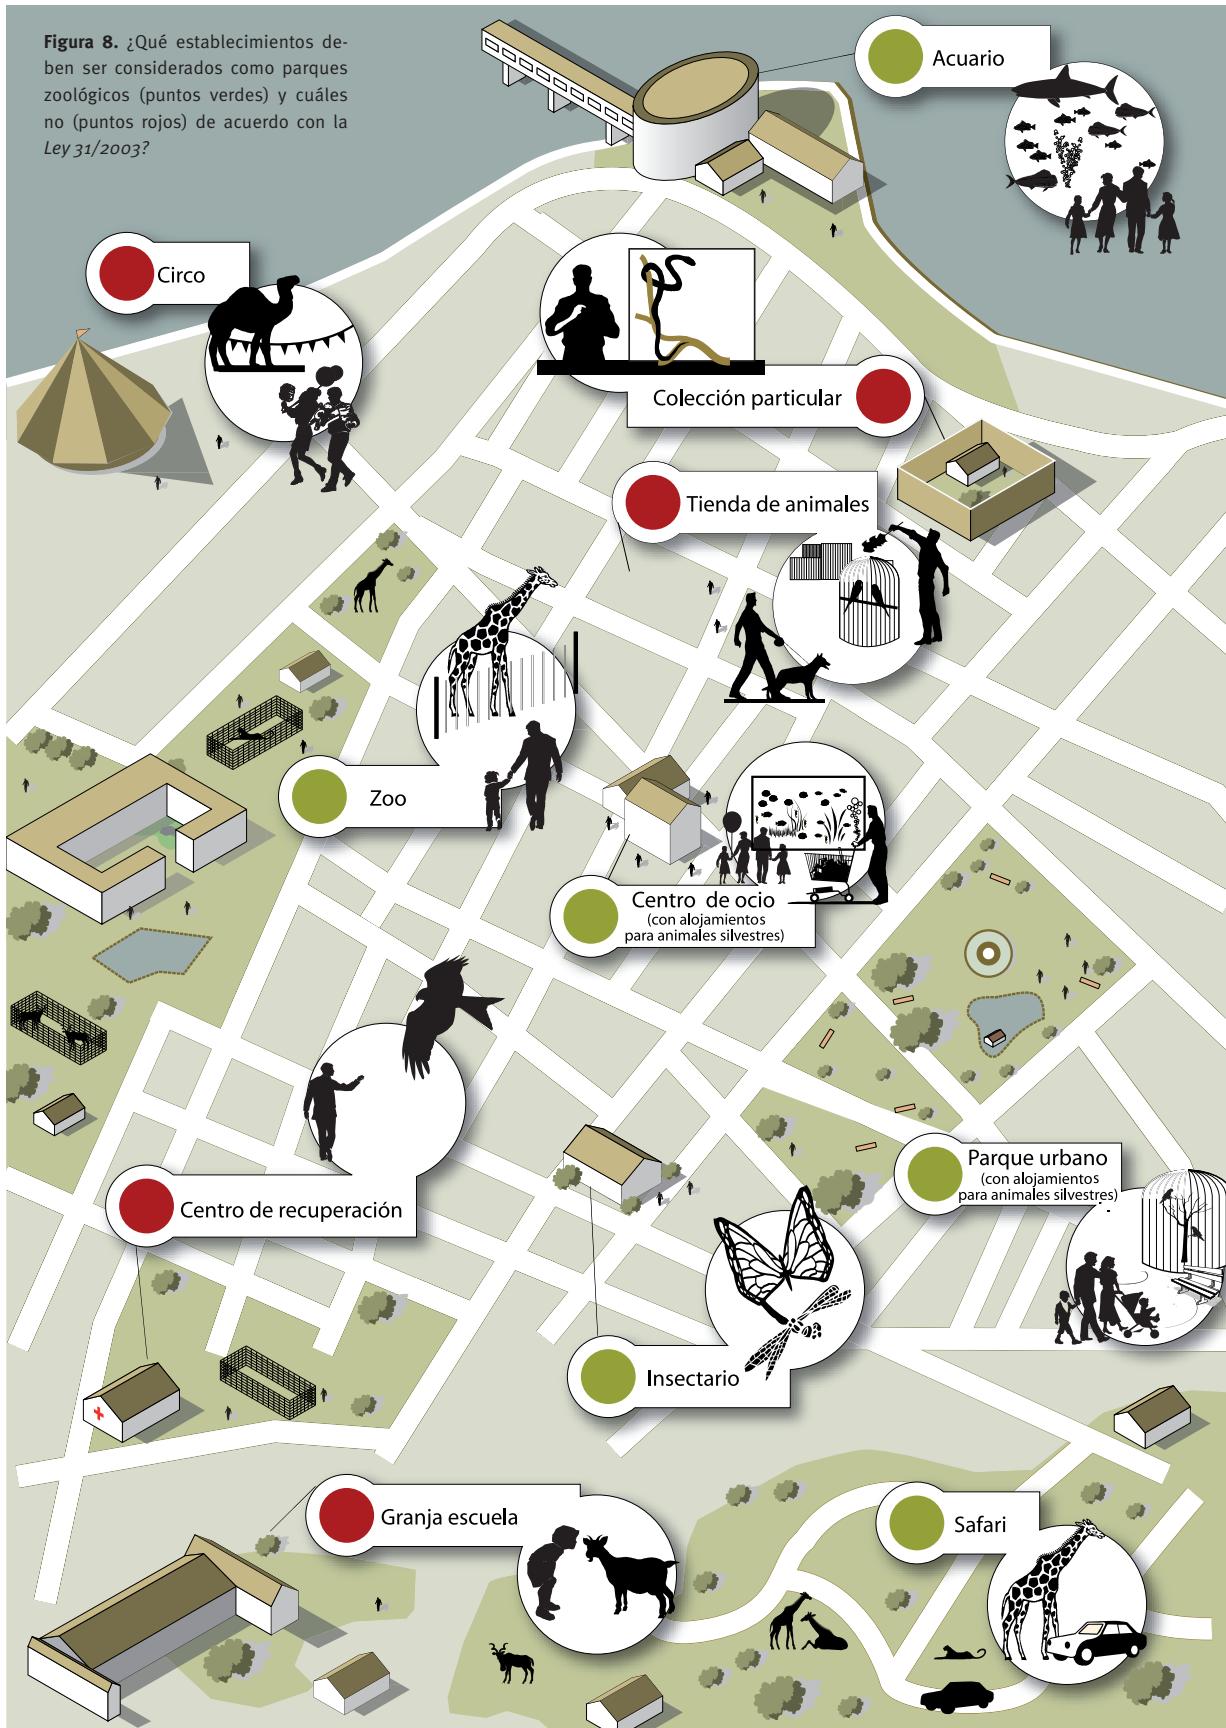 Figura 8. ¿Qué establecimientos de-
ben ser considerados como parques
zoológicos (puntos verdes) y cuáles
no (puntos rojos) de acuerdo con la
Ley 31/2003?
Acuario
Circo
Colección particular
Tienda de animales
Zoo
Centro de ocio
(con alojamientos
para animales silvestres)
Parque urbano
(con alojamientos
para animales silvestres)
Centro de recuperación
Insectario
Granja escuela
Safari